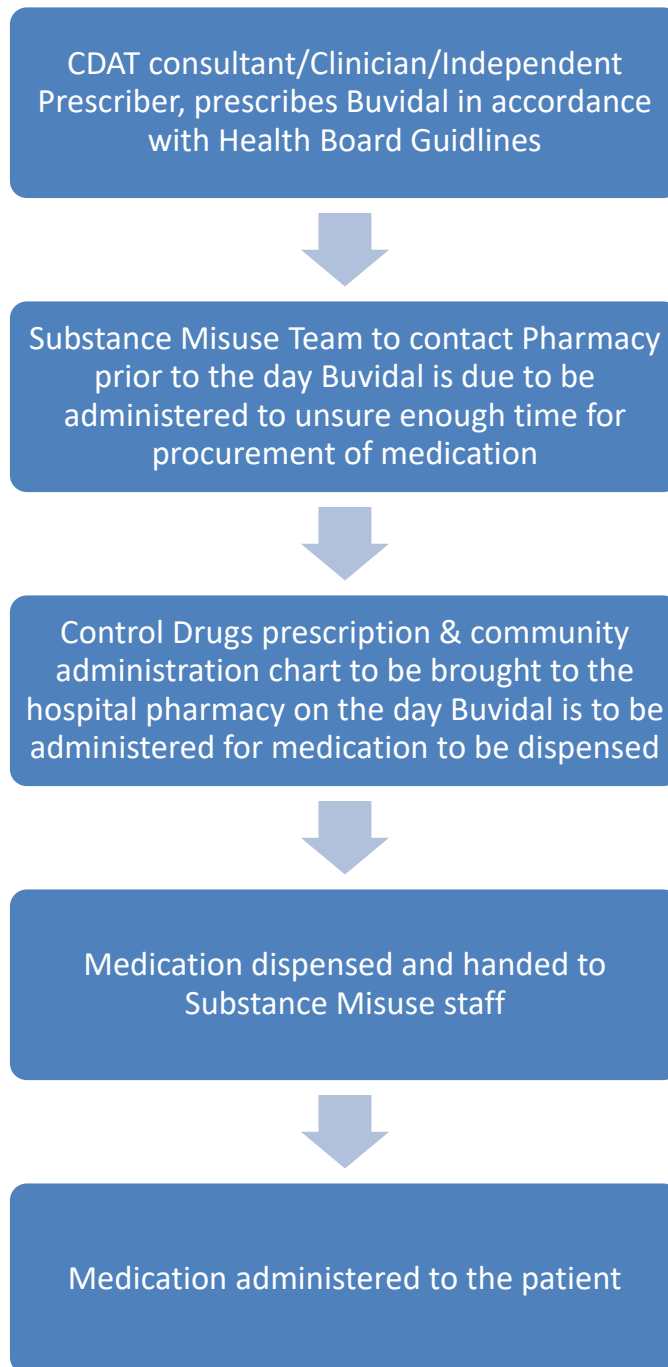 CDAT consultant/Clinician/Independent
Prescriber, prescribes Buvidal in accordance
with Health Board Guidlines
Substance Misuse Team to contact Pharmacy
prior to the day Buvidal is due to be
administered to unsure enough time for
procurement of medication
Control Drugs prescription & community
administration chart to be brought to the
hospital pharmacy on the day Buvidal is to be
administered for medication to be dispensed
Medication dispensed and handed to
Substance Misuse staff
Medication administered to the patient